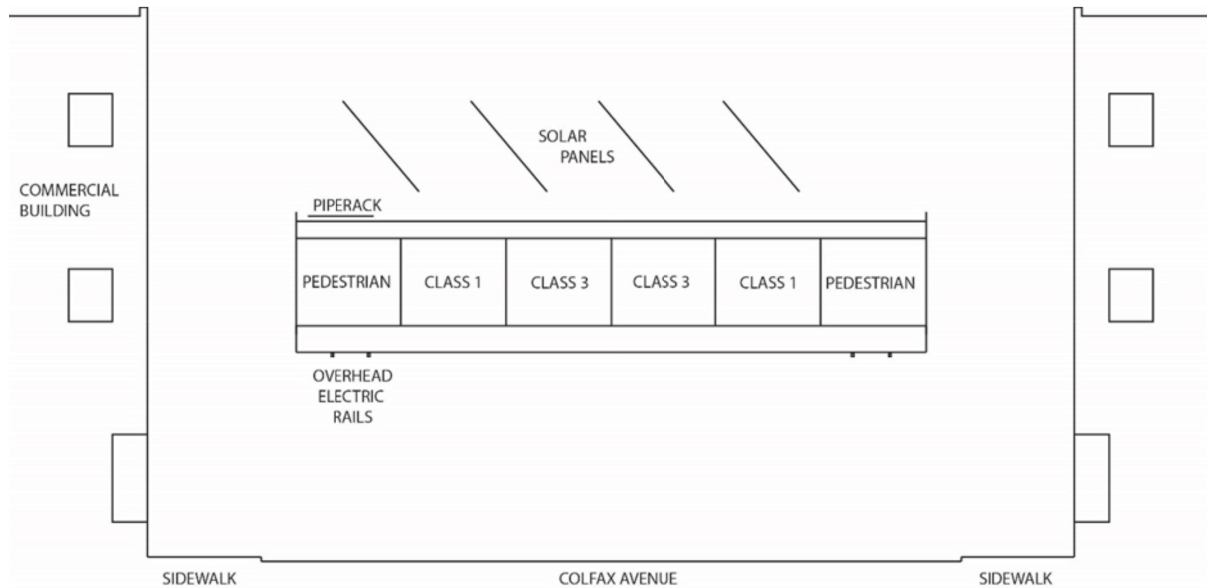 SOLAR
PANELS
COMMERCIAL
BUILDING
PIPERACK
PEDESTRIAN
CLASS 1
CLASS 3
CLASS 3
CLASS 1
PEDESTRIAN
OVERHEAD
ELECTRIC
RAILS
SIDEWALK
COLFAX AVENUE
SIDEWALK